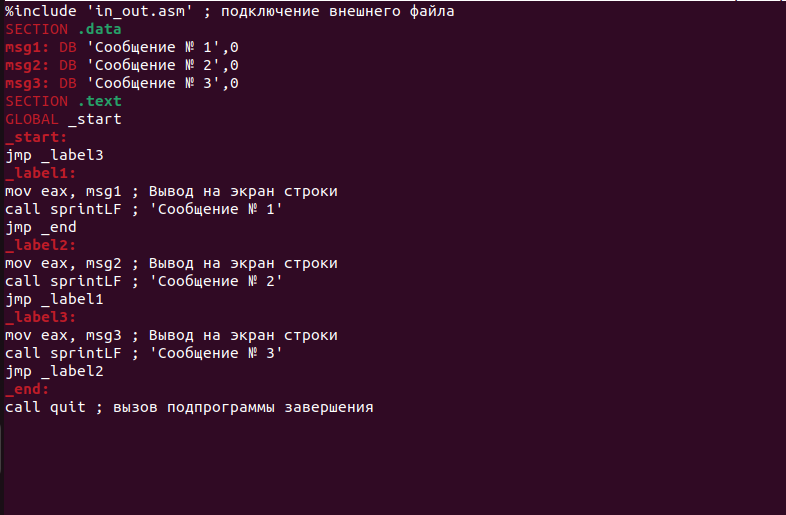 %include 'in_out.asm' ; подключение внешнего файла
SECTION .data
msg1: DB 'Сообщение № 1',0
msg2: DB 'Сообщение № 2',0
msg3: DB 'Сообщение № 3',0
SECTION .text
GLOBAL _start
_start:
jmp _label3
_label1:
mov eax, msg1 ; Вывод на экран строки
call sprintLF ; 'Сообщение № 1'
jmp _end
_label2:
mov eax, msg2 ; Вывод на экран строки
call sprintLF ; 'Сообщение № 2'
jmp _label1
_label3:
mov eax, msg3 ; Вывод на экран строки
call sprintLF ; 'Сообщение № 3'
jmp _label2
_end:
call quit ; вызов подпрограммы завершения